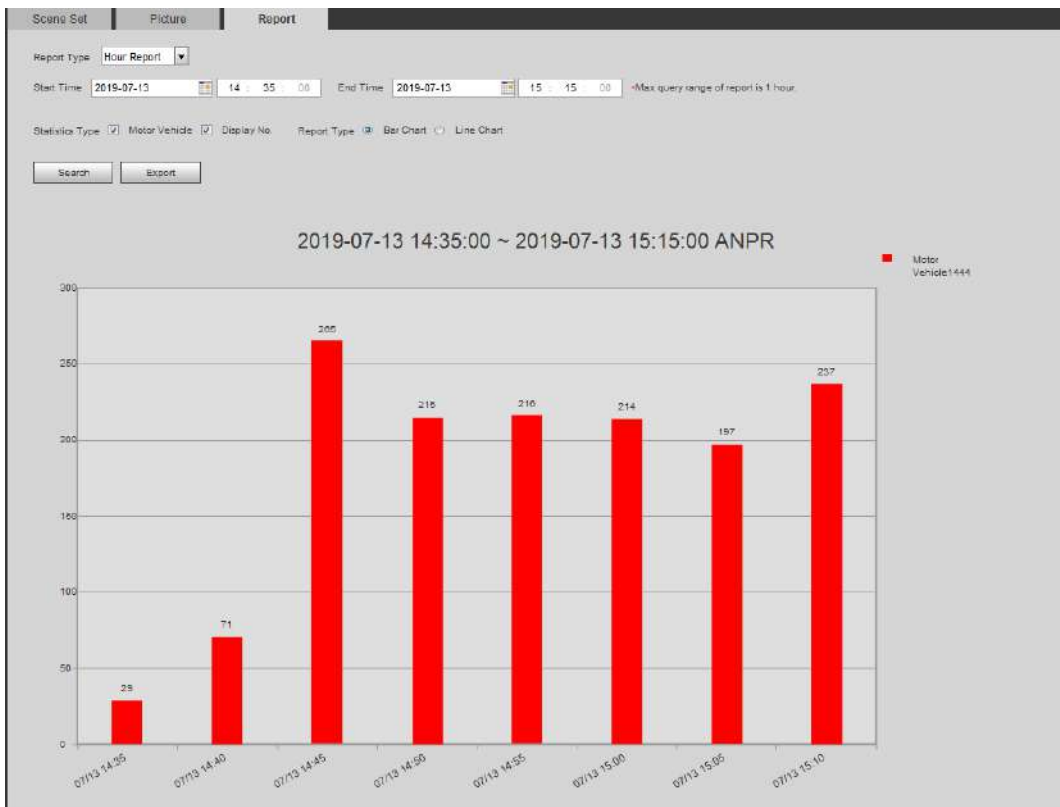 Scene Set Picture Report
Report Type Hour Report
Start Time 2019-07-13 14 : 35 : 00 End Time 2019-07-13 15 : 15 : 00 *Max query range of report is 1 hour.
Statistics Type Motor Vehicle Display No. Report Type Bar Chart Line Chart
Search Export
2019-07-13 14:35:00 ~ 2019-07-13 15:15:00 ANPR
Motor
Vehicle1444
300
250
200
150
100
50
0
29
71
265
215
216
214
197
237
07/13 14:35
07/13 14:40
07/13 14:45
07/13 14:50
07/13 14:55
07/13 15:00
07/13 15:05
07/13 15:10